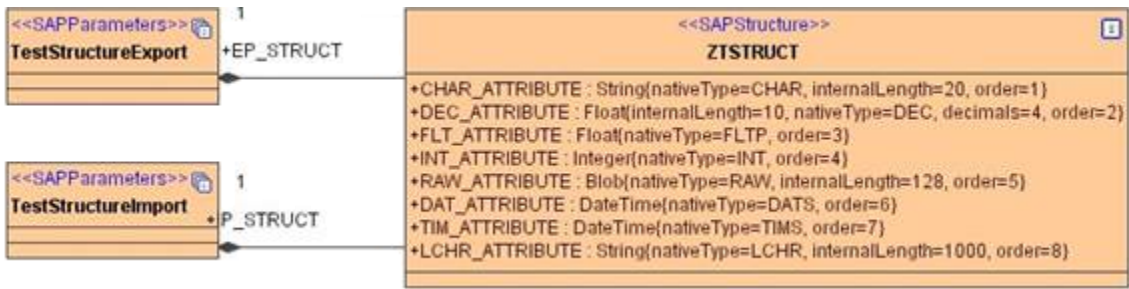 <<SAPParameters>>
TestStructureExport
1
+EP_STRUCT
<<SAPStructure>>
ZTSTRUCT
+CHAR_ATTRIBUTE : String{nativeType=CHAR, internalLength=20, order=1}
+DEC_ATTRIBUTE : Float{internalLength=10, nativeType=DEC, decimals=4, order=2}
+FLT_ATTRIBUTE : Float{nativeType=FLTP, order=3}
+INT_ATTRIBUTE : Integer{nativeType=INT, order=4}
+RAW_ATTRIBUTE : Blob{nativeType=RAW, internalLength=128, order=5}
+DAT_ATTRIBUTE : DateTime{nativeType=DATS, order=6}
+TIM_ATTRIBUTE : DateTime{nativeType=TIMS, order=7}
+LCHR_ATTRIBUTE : String{nativeType=LCHR, internalLength=1000, order=8}
<<SAPParameters>>
TestStructureImport
1
+P_STRUCT